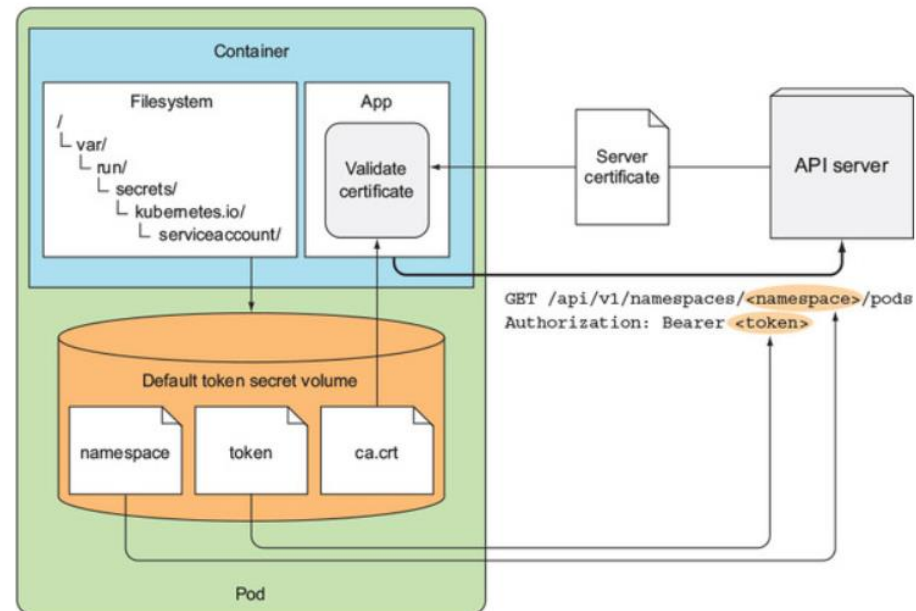 Container
Filesystem
/
var/
run/
secrets/
kubernetes.io/
serviceaccount/
App
Validate
certificate
Server
certificate
API server
GET /api/v1/namespaces/<namespace>/pods
Authorization: Bearer <token>
Default token secret volume
namespace
token
ca.crt
Pod